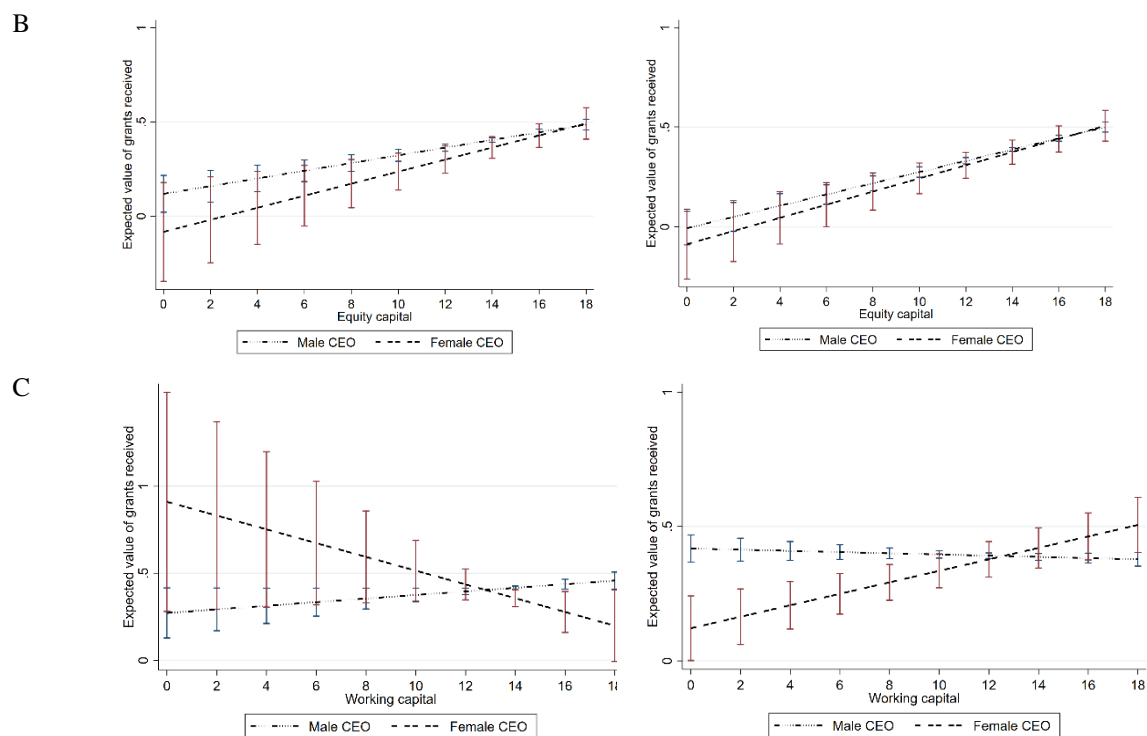 B
Expected value of grants received
1
.5
0
0 2 4 6 8 10 12 14 16 18
Equity capital
Male CEO Female CEO
Expected value of grants received
1
.5
0
0 2 4 6 8 10 12 14 16 18
Equity capital
Male CEO Female CEO
C
Expected value of grants received
1
.5
0
0 2 4 6 8 10 12 14 16 18
Working capital
Male CEO Female CEO
Expected value of grants received
1
.5
0
0 2 4 6 8 10 12 14 16 18
Working capital
Male CEO Female CEO